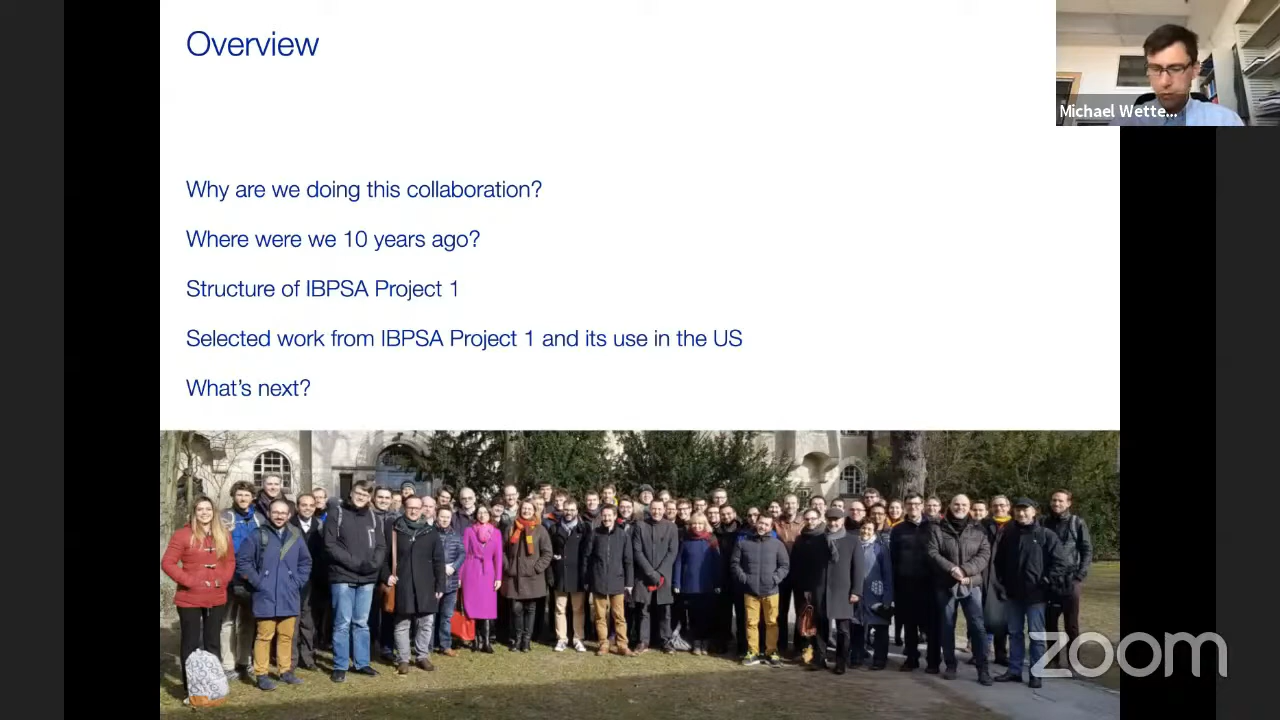 Overview
Michael Wette...
Why are we doing this collaboration?
Where were we 10 years ago?
Structure of IBPSA Project 1
Selected work from IBPSA Project 1 and its use in the US
What's next?
zoom